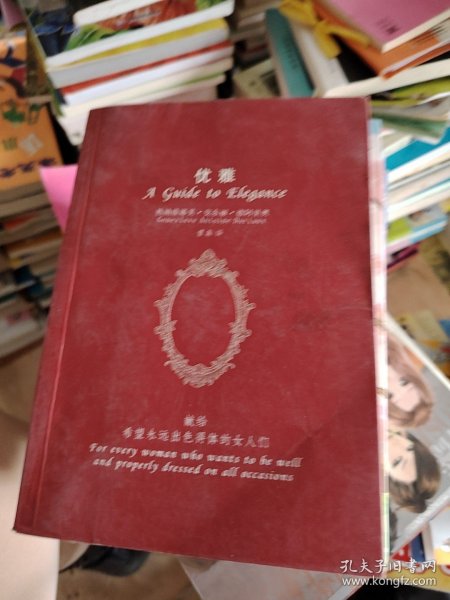 优雅
A Guide to Elegance
献给
希望永远出色得体的女人们
For every woman who wants to be well
and properly dressed on all occasions
孔夫子旧书网
www.kongfz.com